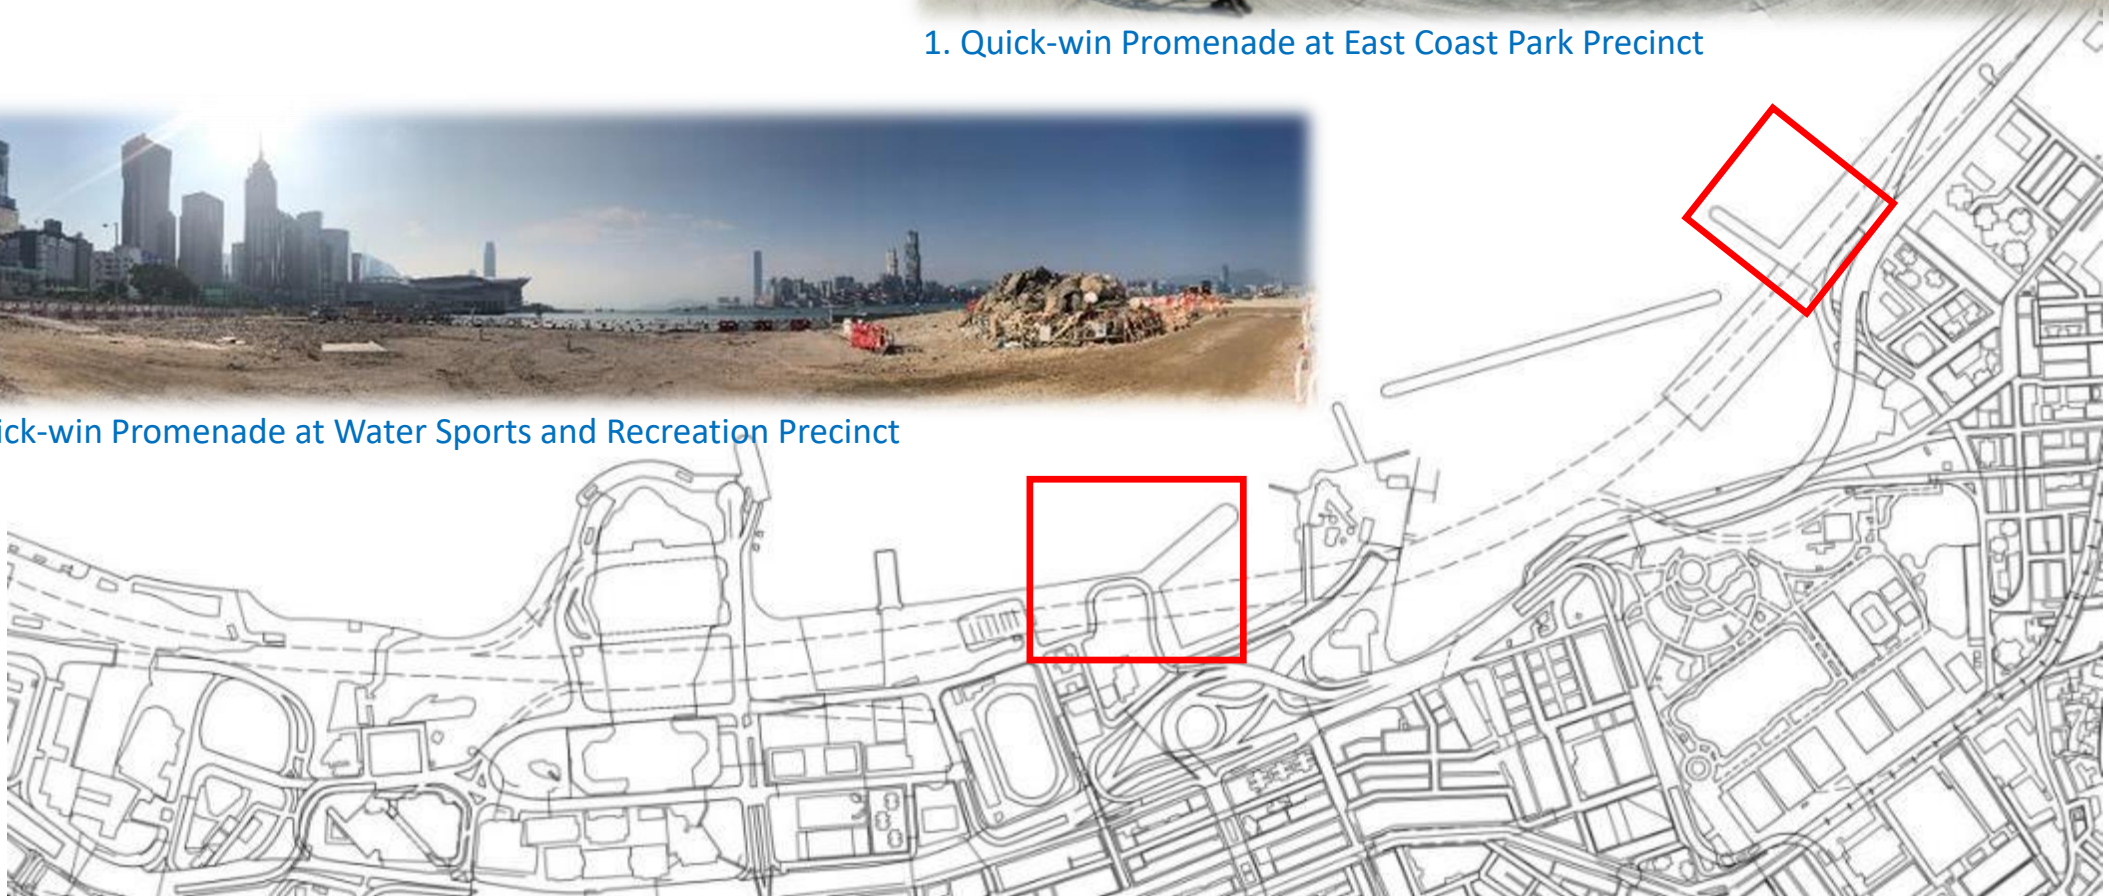 1. Quick-win Promenade at East Coast Park Precinct
ick-win Promenade at Water Sports and Recreation Precinct